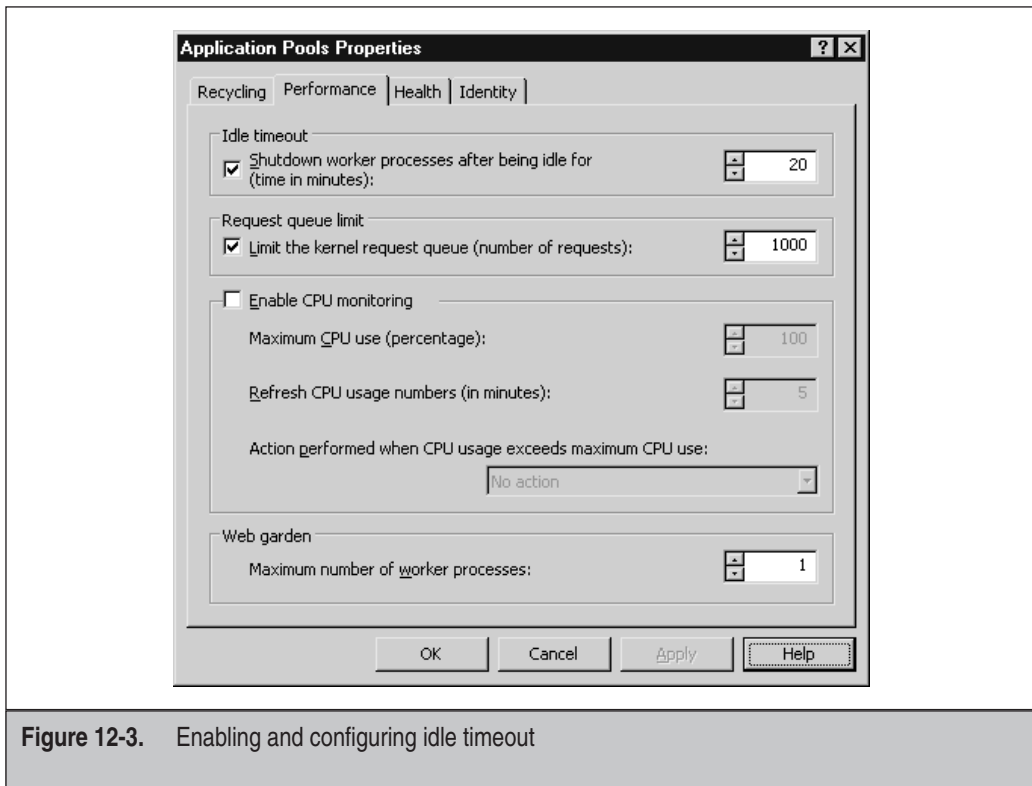 Application Pools Properties
Recycling Performance Health Identity
Idle timeout
Shutdown worker processes after being idle for
(time in minutes):
20
Request queue limit
Limit the kernel request queue (number of requests):
1000
Enable CPU monitoring
Maximum CPU use (percentage):
100
Refresh CPU usage numbers (in minutes):
5
Action performed when CPU usage exceeds maximum CPU use:
No action
Web garden
Maximum number of worker processes:
1
OK Cancel Apply Help
Figure 12-3. Enabling and configuring idle timeout